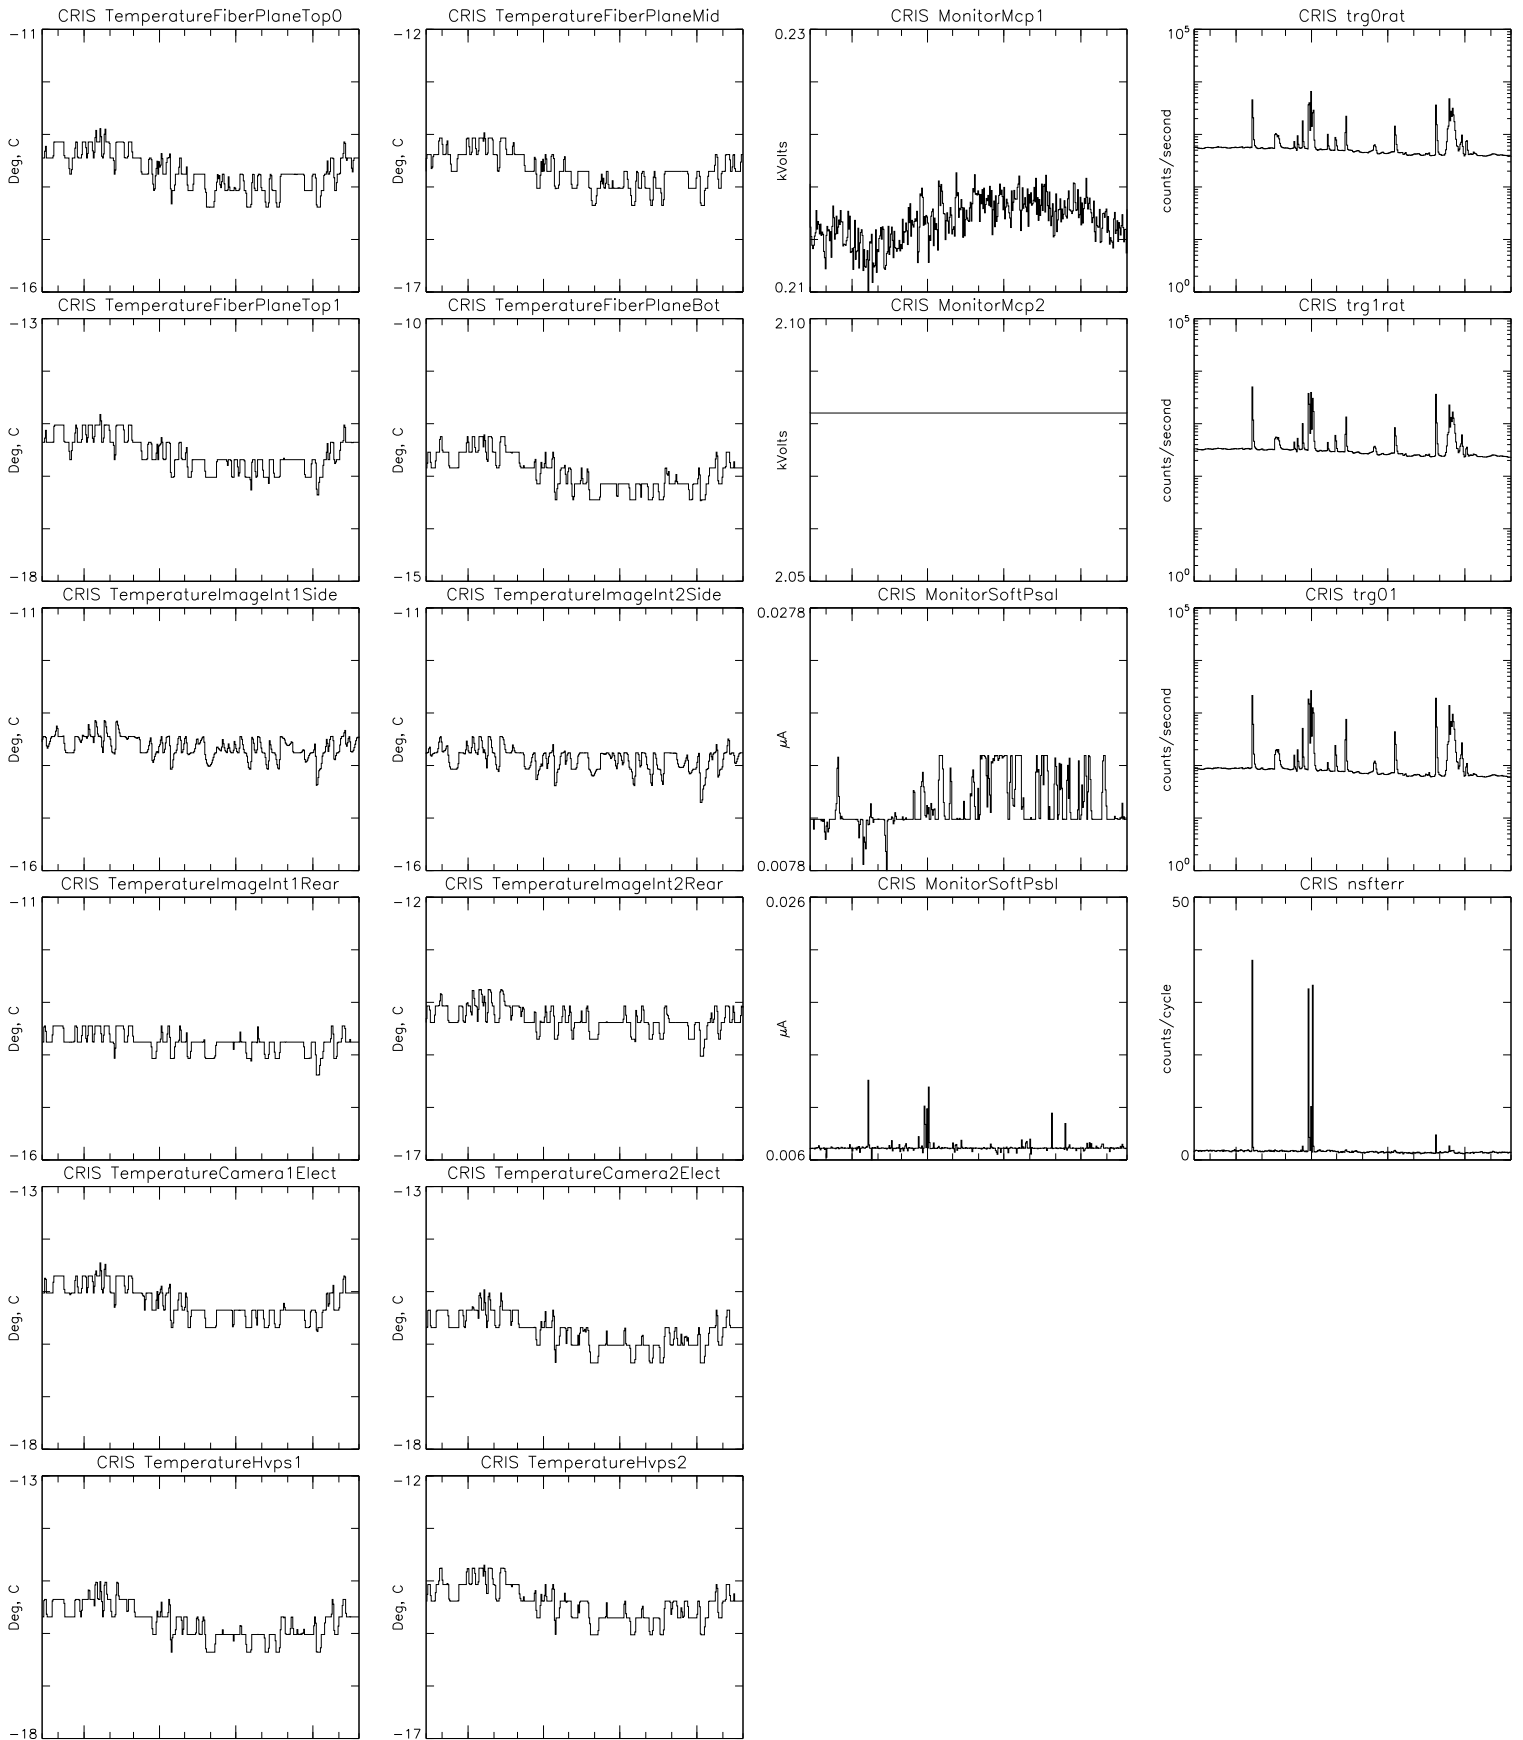 CRIS TemperatureFiberPlaneTop0
-11
Deg, C
-16
CRIS TemperatureFiberPlaneMid
-12
Deg, C
-17
CRIS MonitorMcp1
0.23
kVolts
0.21
CRIS trg0rat
10^5
counts/second
10^0
CRIS TemperatureFiberPlaneTop1
-13
Deg, C
-18
CRIS TemperatureFiberPlaneBot
-10
Deg, C
-15
CRIS MonitorMcp2
2.10
kVolts
2.05
CRIS trg1rat
10^5
counts/second
10^0
CRIS TemperatureImageInt1Side
-11
Deg, C
-16
CRIS TemperatureImageInt2Side
-11
Deg, C
-16
CRIS MonitorSoftPsaI
0.0278
μA
0.0078
CRIS trg01
10^5
counts/second
10^0
CRIS TemperatureImageInt1Rear
-11
Deg, C
-16
CRIS TemperatureImageInt2Rear
-12
Deg, C
-17
CRIS MonitorSoftPsbI
0.026
μA
0.006
CRIS nsfterr
50
counts/cycle
0
CRIS TemperatureCamera1Elect
-13
Deg, C
-18
CRIS TemperatureCamera2Elect
-13
Deg, C
-18
CRIS TemperatureHvps1
-13
Deg, C
-18
CRIS TemperatureHvps2
-12
Deg, C
-17